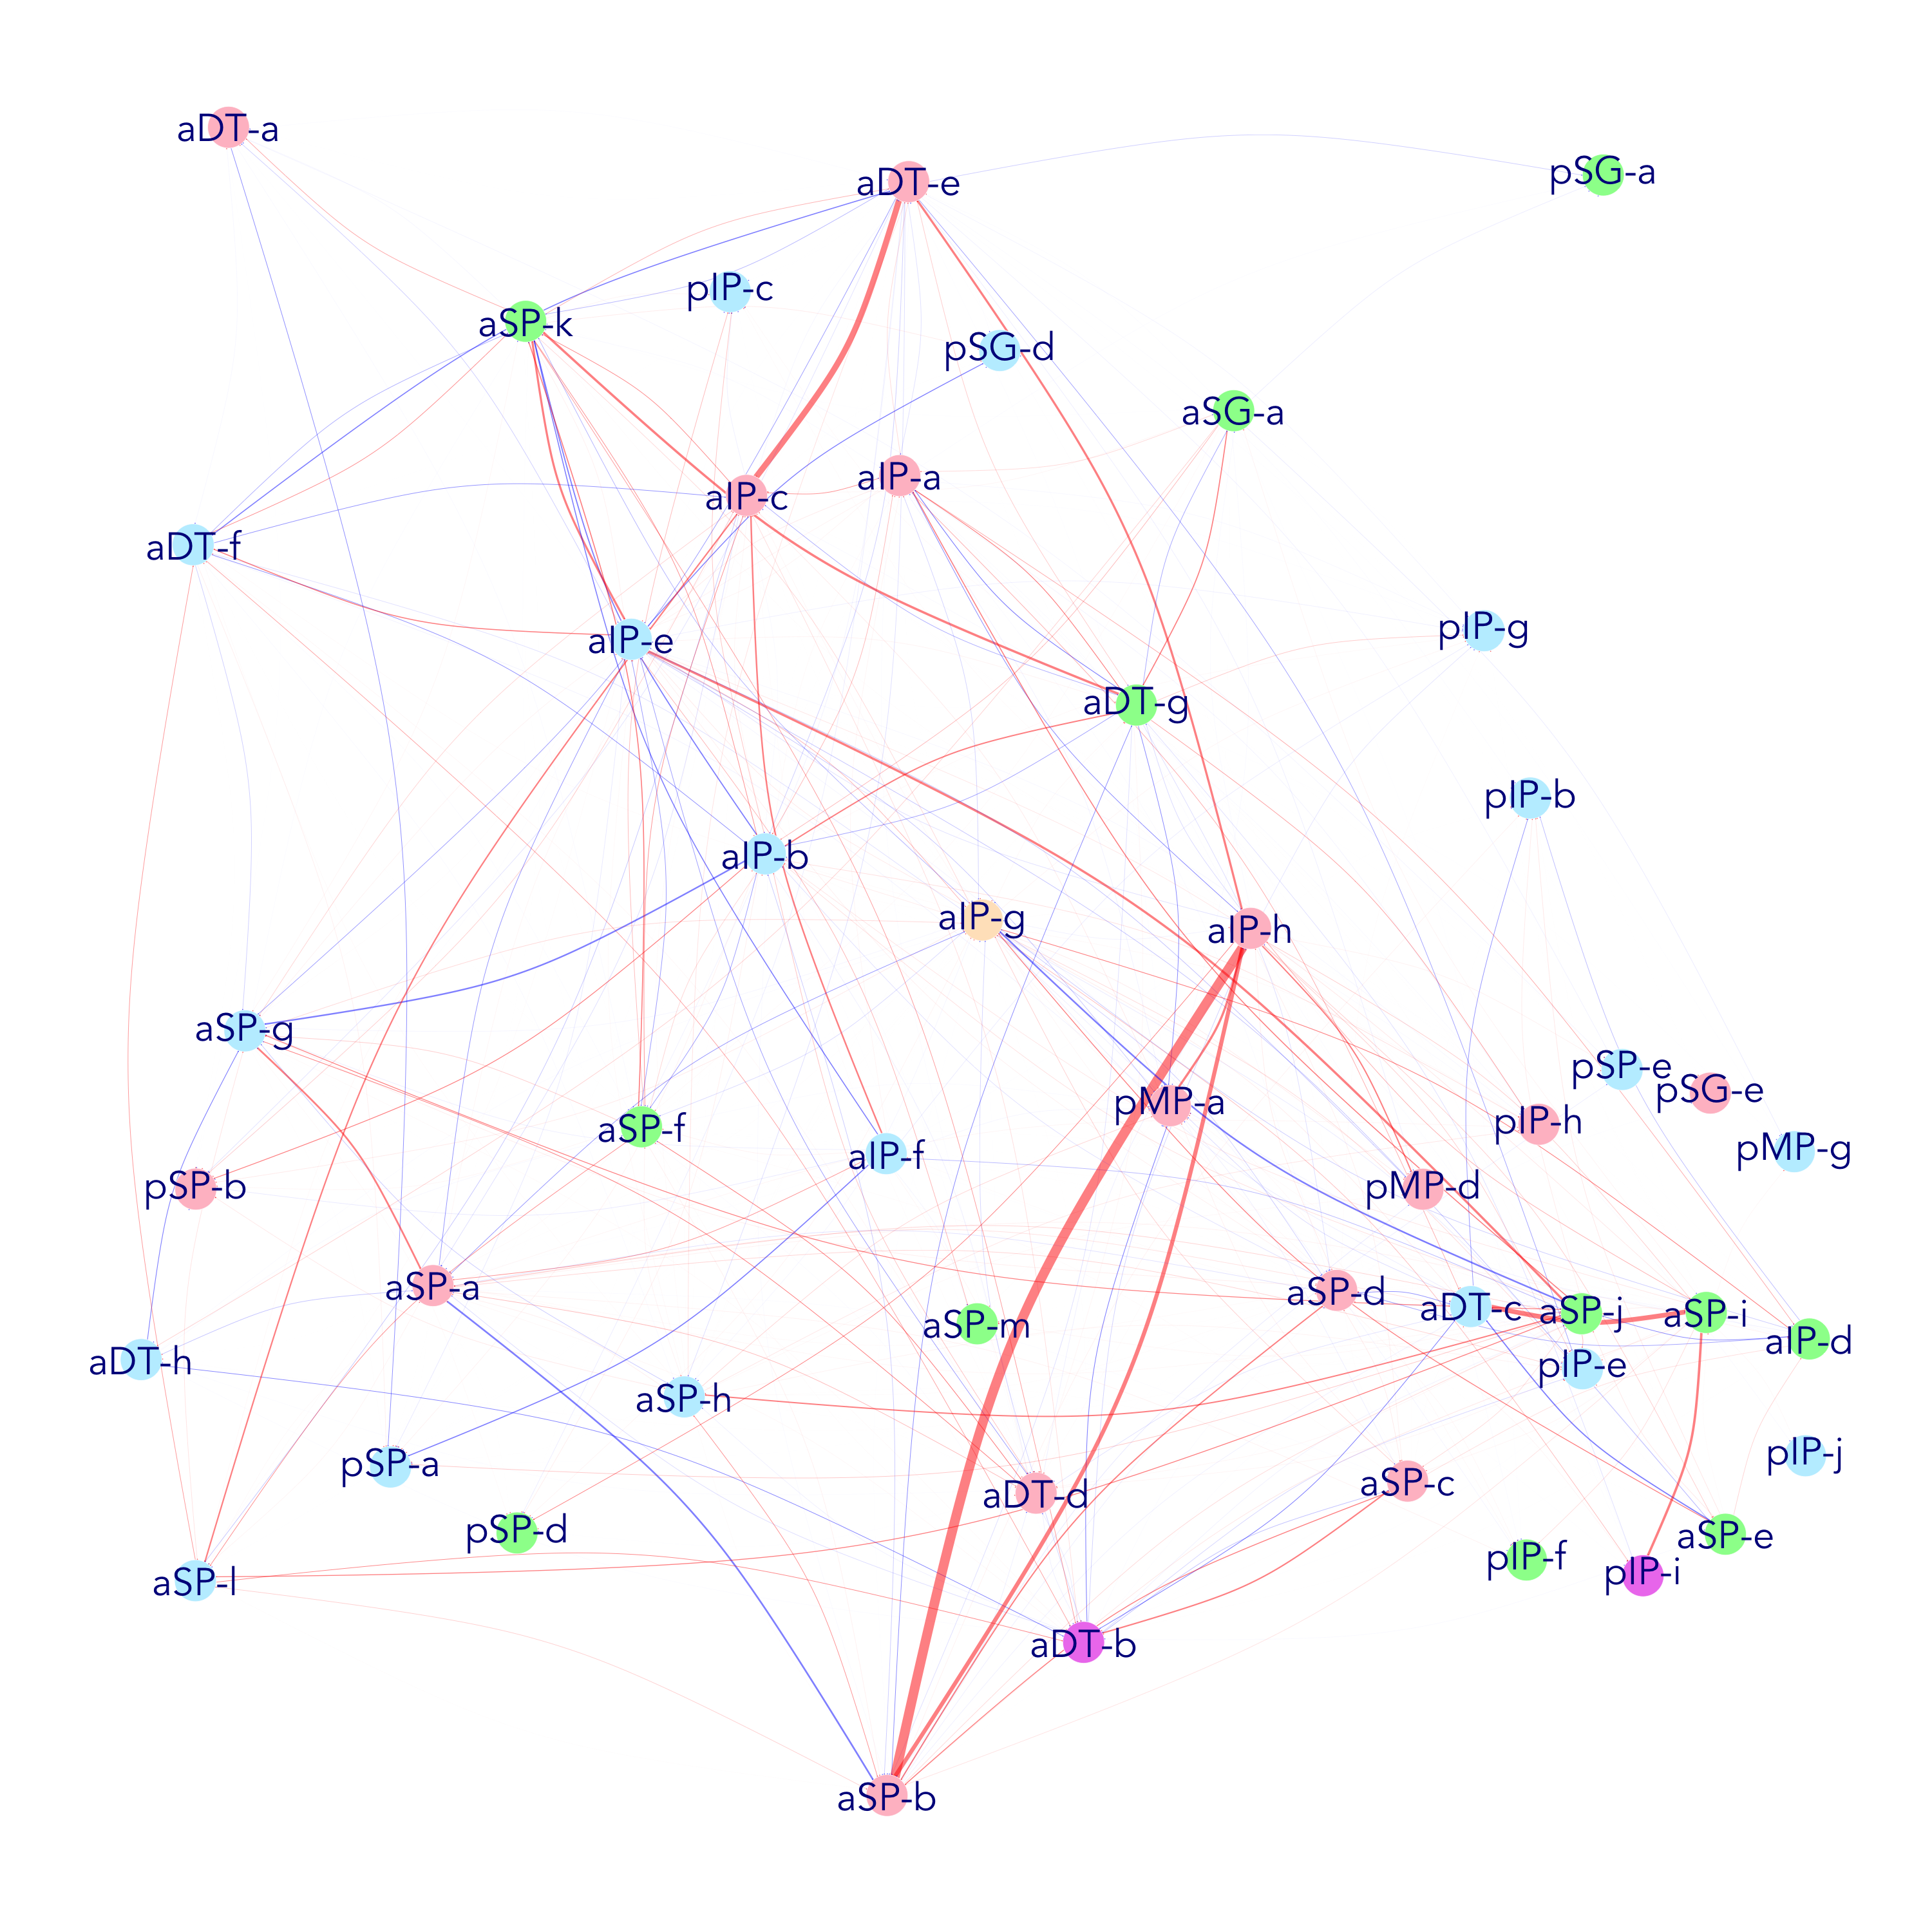 aDT-a
pSG-a
aDT-e
pIP-c
aSP-k
pSG-d
aSG-a
aIP-a
aIP-c
aDT-f
pIP-g
aIP-e
aDT-g
pIP-b
aIP-b
aIP-g
aIP-h
aSP-g
pSP-e
pSG-e
pMP-a
pIP-h
aSP-f
pMP-g
aIP-f
pSP-b
pMP-d
aSP-a
aSP-d
aDT-c
aSP-j
aSP-i
aSP-m
aIP-d
aDT-h
pIP-e
aSP-h
pIP-j
pSP-a
aSP-c
aDT-d
pSP-d
aSP-e
pIP-f
pIP-i
aSP-l
aDT-b
aSP-b